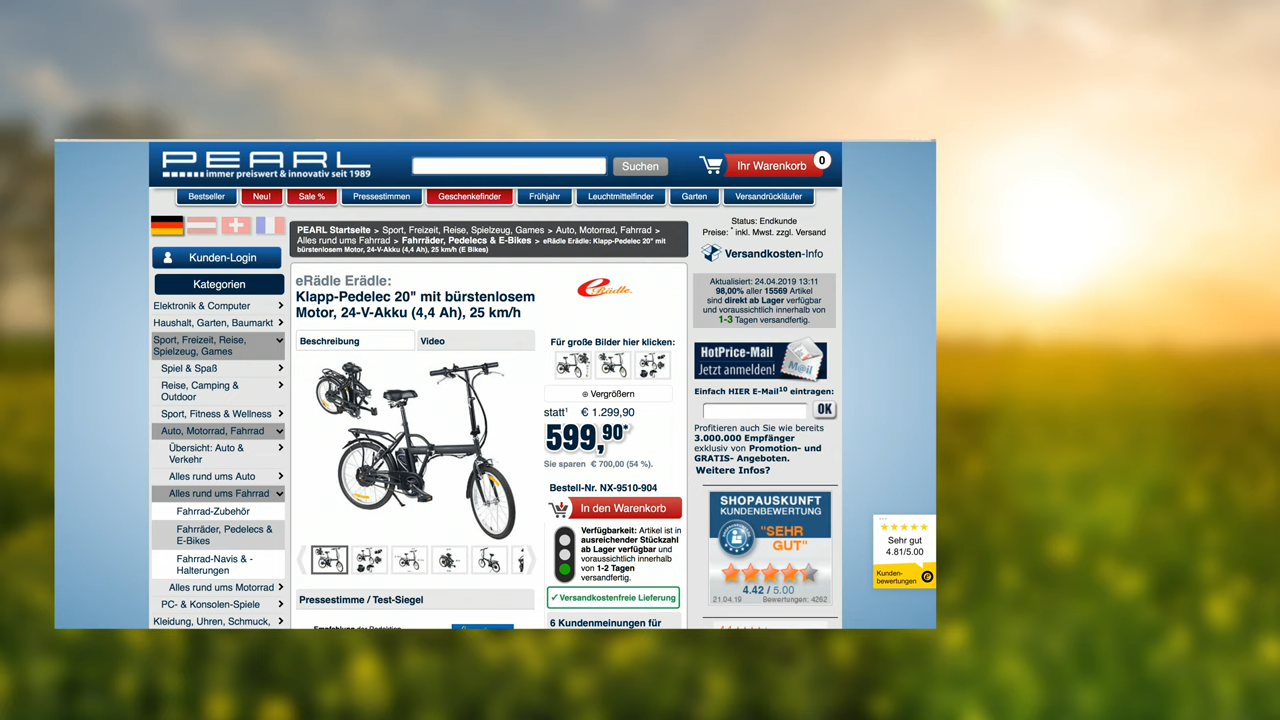 PEARL
immer preiswert & innovativ seit 1989
Suchen
Ihr Warenkorb
0
Bestseller
Neu!
Sale %
Pressestimmen
Geschenkefinder
Frühjahr
Leuchtmittelfinder
Garten
Versandrückläufer
Kunden-Login
Kategorien
Elektronik & Computer
Haushalt, Garten, Baumarkt
Sport, Freizeit, Reise,
Spielzeug, Games
Spiel & Spaß
Reise, Camping &
Outdoor
Sport, Fitness & Wellness
Auto, Motorrad, Fahrrad
Übersicht: Auto &
Verkehr
Alles rund ums Auto
Alles rund ums Fahrrad
Fahrrad-Zubehör
Fahrräder, Pedelecs &
E-Bikes
Fahrrad-Navis & -
Halterungen
Alles rund ums Motorrad
PC- & Konsolen-Spiele
Kleidung, Uhren, Schmuck,
PEARL Startseite > Sport, Freizeit, Reise, Spielzeug, Games > Auto, Motorrad, Fahrrad >
Alles rund ums Fahrrad > Fahrräder, Pedelecs & E-Bikes > eRädle Erädle: Klapp-Pedelec 20" mit
bürstenlosem Motor, 24-V-Akku (4,4 Ah), 25 km/h (E Bikes)
eRädle Erädle:
Klapp-Pedelec 20" mit bürstenlosem
Motor, 24-V-Akku (4,4 Ah), 25 km/h
eRädle.
Beschreibung
Video
Für große Bilder hier klicken:
Vergrößern
statt¹ € 1.299,90
599,90*
Sie sparen € 700,00 (54 %).
Bestell-Nr. NX-9510-904
In den Warenkorb
Verfügbarkeit: Artikel ist in
ausreichender Stückzahl
ab Lager verfügbar und
voraussichtlich innerhalb
von 1-2 Tagen
versandfertig.
✓ Versandkostenfreie Lieferung
Pressestimme / Test-Siegel
Empfehlung der Redaktion
6 Kundenmeinungen für
Status: Endkunde
Preise: * inkl. Mwst. zzgl. Versand
Versandkosten-Info
Aktualisiert: 24.04.2019 13:11
98,00% aller 15569 Artikel
sind direkt ab Lager verfügbar
und voraussichtlich innerhalb von
1-3 Tagen versandfertig.
HotPrice-Mail
Jetzt anmelden!
M@il
Einfach HIER E-Mail¹⁰ eintragen:
OK
Profitieren auch Sie wie bereits
3.000.000 Empfänger
exklusiv von Promotion- und
GRATIS- Angeboten.
Weitere Infos?
SHOPAUSKUNFT
KUNDENBEWERTUNG
"SEHR
GUT"
4.42 / 5.00
21.04.19 Bewertungen: 4262
Sehr gut
4.81/5.00
Kunden-
bewertungen